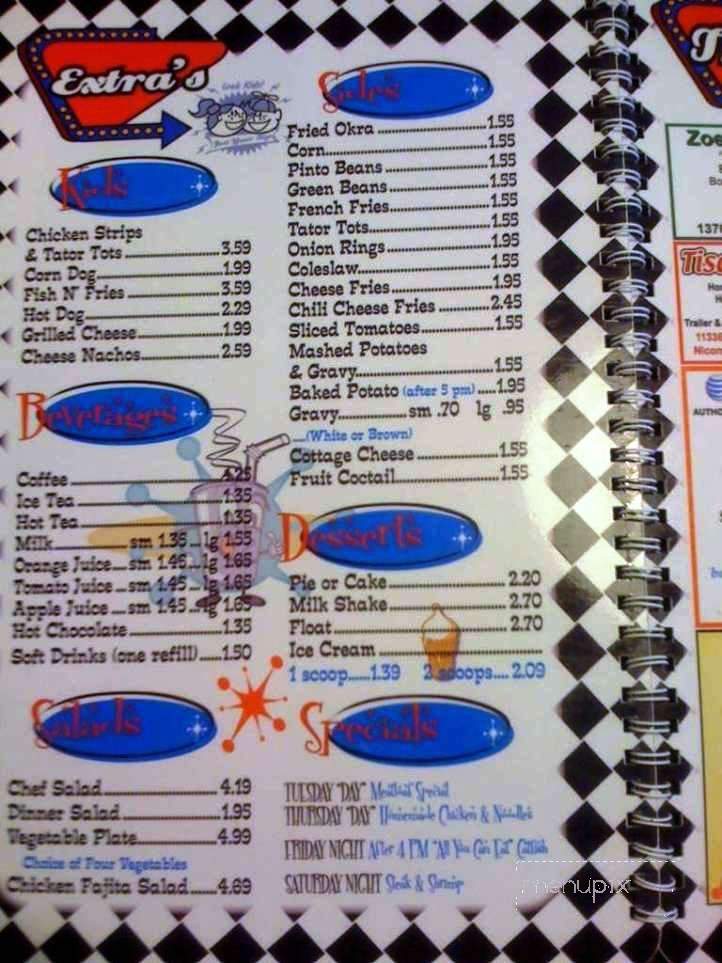 Extra's
Kids
Chicken Strips
& Tator Tots 3.59
Corn Dog 1.99
Fish N' Fries 3.59
Hot Dog 2.29
Grilled Cheese 1.99
Cheese Nachos 2.59
Beverages
Coffee
Ice Tea 1.35
Hot Tea 1.35
Milk sm 1.35 lg 1.55
Orange Juice sm 1.45 lg 1.65
Tomato Juice sm 1.45 lg 1.65
Apple Juice sm 1.45 lg 1.65
Hot Chocolate 1.35
Soft Drinks (one refill) 1.50
Salads
Chef Salad 4.19
Dinner Salad 1.95
Vegetable Plate 4.99
Choice of Four Vegetables
Chicken Fajita Salad 4.69
Sides
Fried Okra 1.55
Corn 1.55
Pinto Beans 1.55
Green Beans 1.55
French Fries 1.55
Tator Tots 1.55
Onion Rings 1.95
Coleslaw 1.55
Cheese Fries 1.95
Chili Cheese Fries 2.45
Sliced Tomatoes 1.55
Mashed Potatoes
& Gravy 1.55
Baked Potato (after 5 pm) 1.95
Gravy sm .70 lg .95
(White or Brown)
Cottage Cheese 1.55
Fruit Coctail 1.55
Desserts
Pie or Cake 2.20
Milk Shake 2.70
Float 2.70
Ice Cream
1 scoop 1.39 2 scoops 2.09
Specials
TUESDAY "DAY" Meatloaf Special
THURSDAY "DAY" Homemade Chicken & Noodles
FRIDAY NIGHT After 4 PM "All You Can Eat" Catfish
SATURDAY NIGHT Steak & Shrimp
menupix
Zoe
1370
Tisc
Trailer &
11336
Nicom
AUTHO